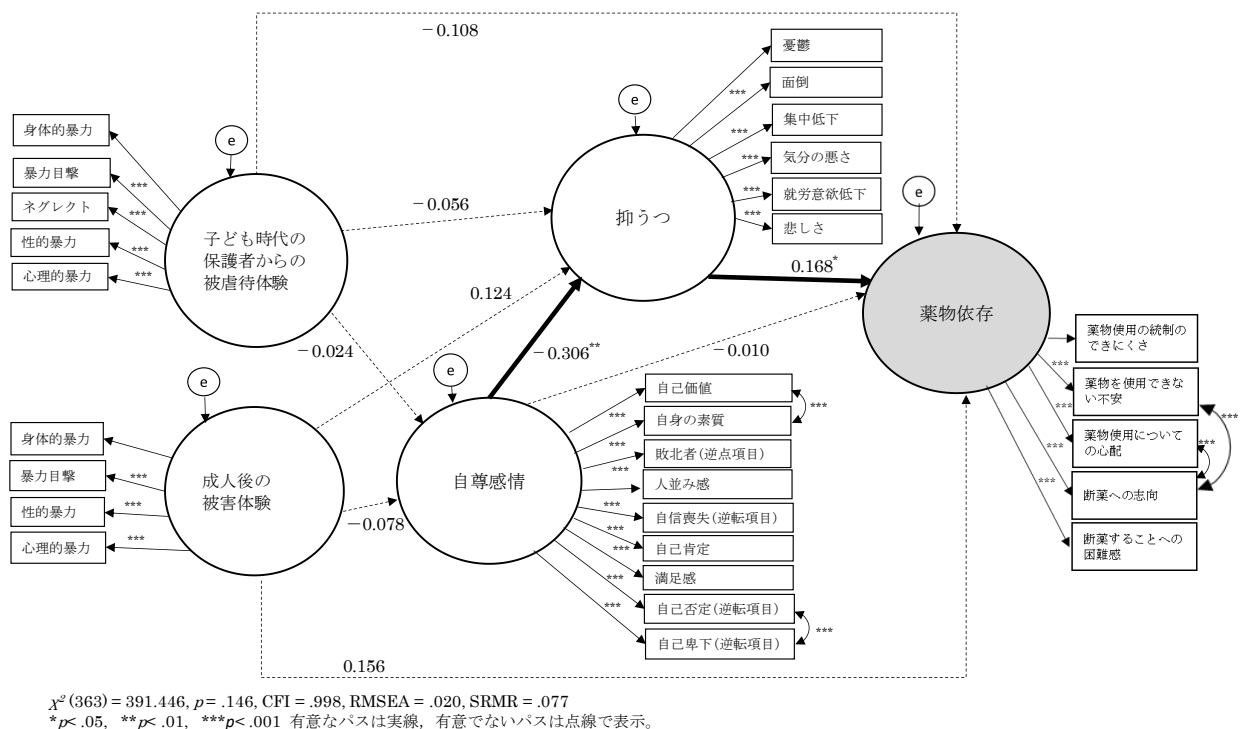 －0.108
憂鬱
面倒
***
集中低下
***
気分の悪さ
***
就労意欲低下
***
悲しさ
***
e
e
e
身体的暴力
暴力目撃
***
ネグレクト
***
性的暴力
***
心理的暴力
***
子ども時代の
保護者からの
被虐待体験
－0.056
抑うつ
0.168*
0.124
－0.024
－0.306**
－0.010
薬物依存
薬物使用の統制の
できにくさ
***
薬物を使用できな
い不安
***
***
薬物使用について
の心配
***
***
断薬への志向
***
断薬することへの
困難感
e
e
身体的暴力
暴力目撃
***
性的暴力
***
心理的暴力
***
成人後の
被害体験
－0.078
自尊感情
自己価値
***
自身の素質
***
***
敗北者(逆点項目)
***
人並み感
自信喪失(逆転項目)
***
自己肯定
***
満足感
***
自己否定(逆転項目)
***
自己卑下(逆転項目)
***
***
0.156
χ² (363) = 391.446, p = .146, CFI = .998, RMSEA = .020, SRMR = .077
*p< .05, **p< .01, ***p< .001 有意なパスは実線，有意でないパスは点線で表示。